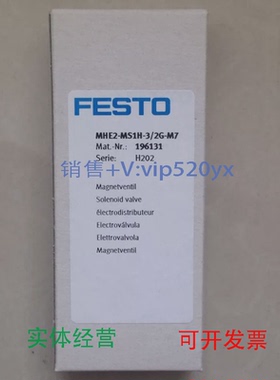 FESTO
MHE2-MS1H-3/2G-M7
Mat.-Nr.: 196131
Serie: H202
销售+V:vip520yx
Magnetventil
Solenoid valve
électrodistributeur
Electroválvula
Elettrovalvola
Magnetventil
实体经营 可开发票